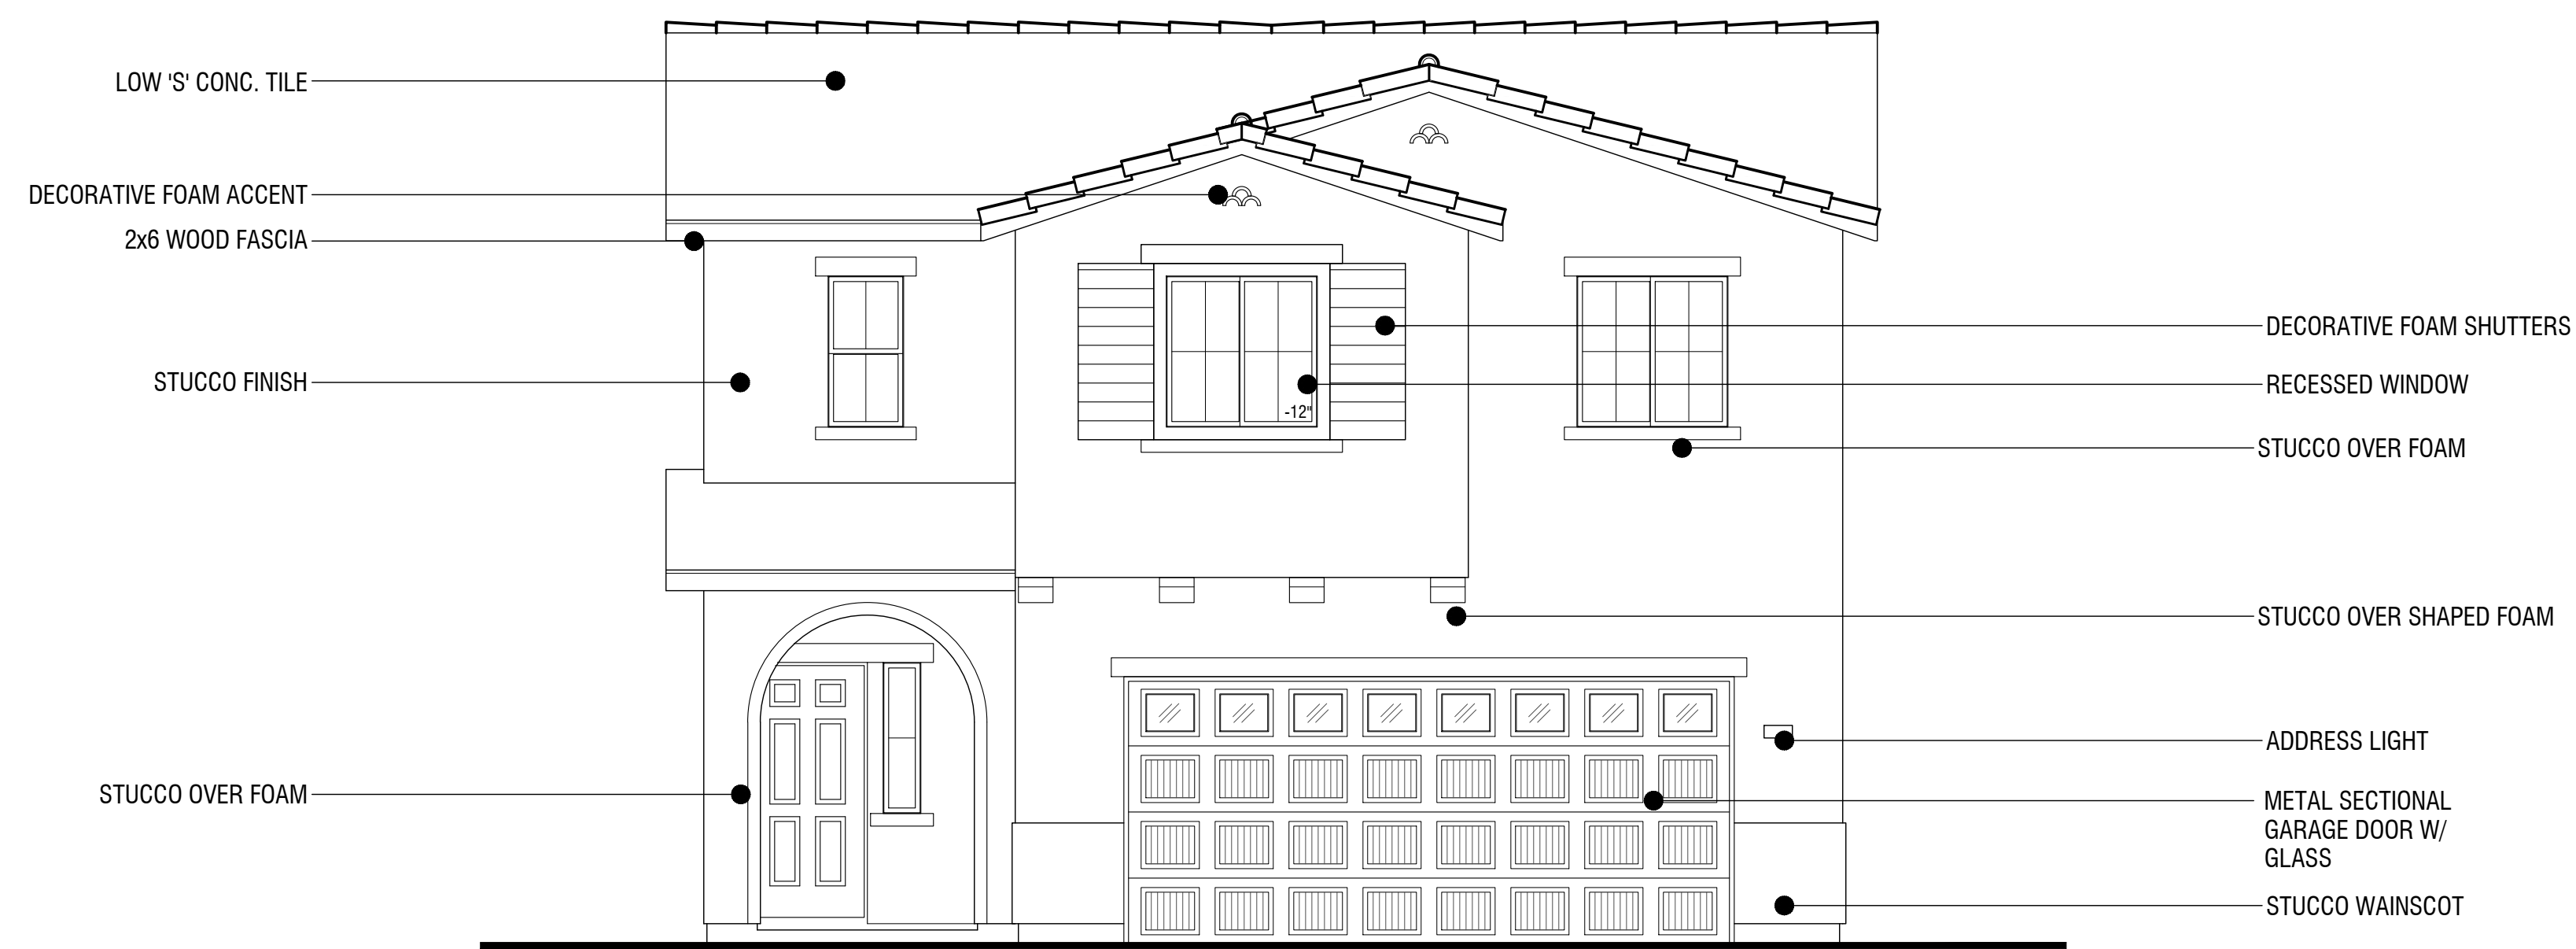 LOW 'S' CONC. TILE
DECORATIVE FOAM ACCENT
2x6 WOOD FASCIA
STUCCO FINISH
STUCCO OVER FOAM
-12"
DECORATIVE FOAM SHUTTERS
RECESSED WINDOW
STUCCO OVER FOAM
STUCCO OVER SHAPED FOAM
ADDRESS LIGHT
METAL SECTIONAL
GARAGE DOOR W/
GLASS
STUCCO WAINSCOT